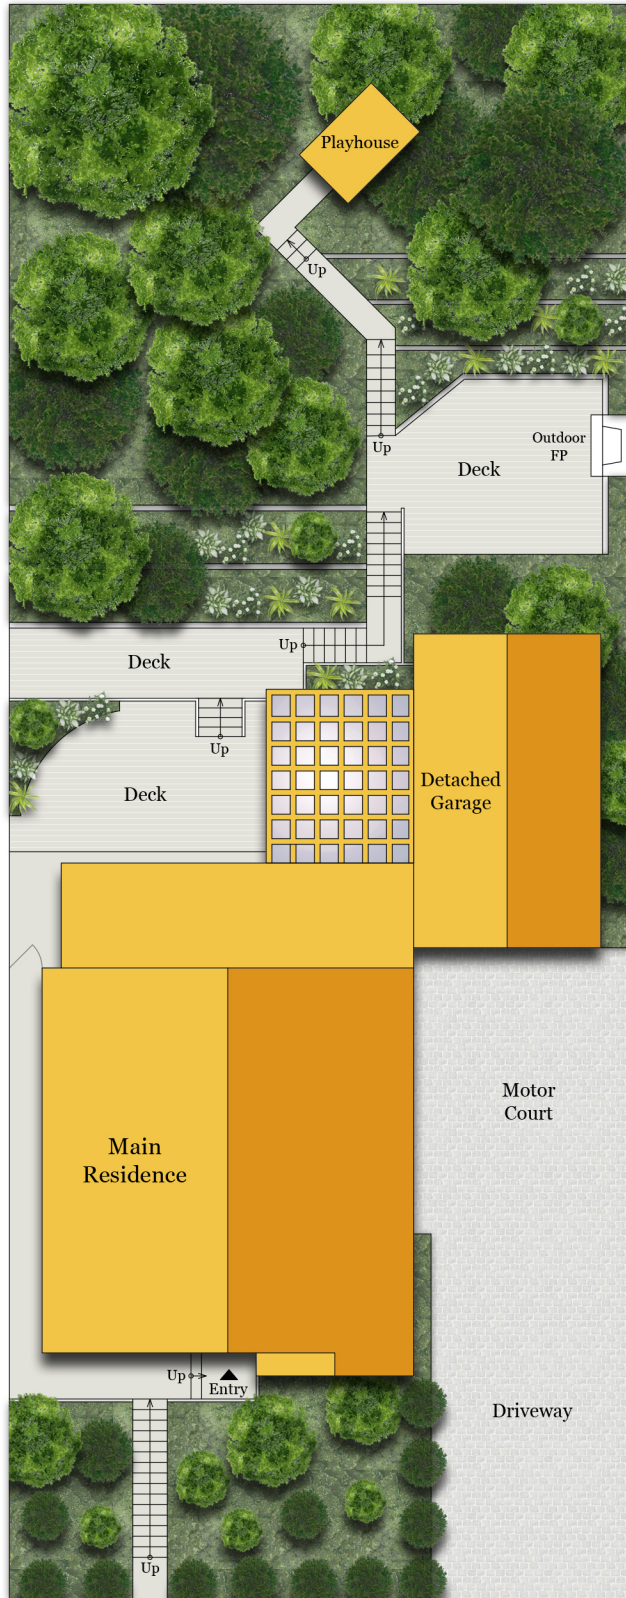 Playhouse
Up
Up
Outdoor
FP
Deck
Up
Deck
Up
Deck
Detached
Garage
Motor
Court
Main
Residence
Up
Entry
Driveway
Up